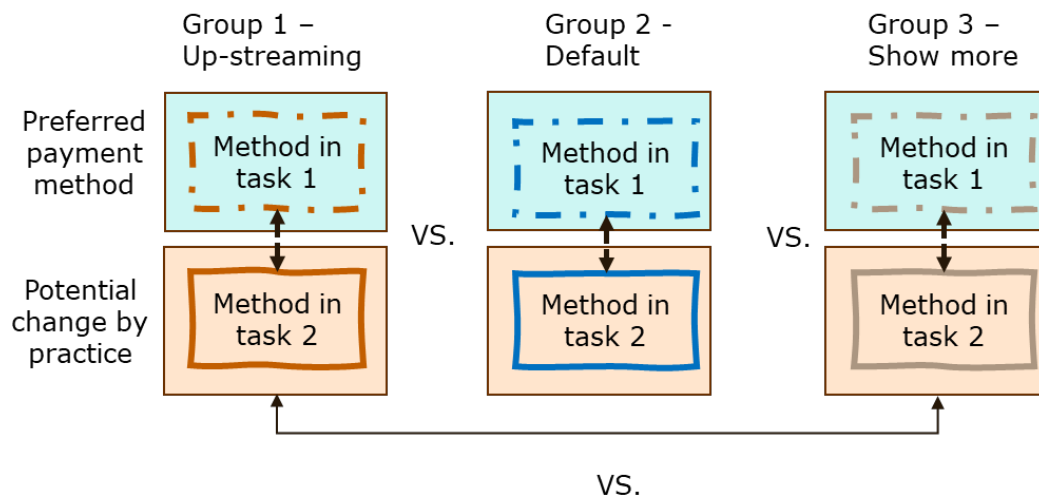 Group 1 –
Up-streaming
Group 2 -
Default
Group 3 –
Show more
Preferred
payment
method
Method in
task 1
Method in
task 1
Method in
task 1
VS.
VS.
Potential
change by
practice
Method in
task 2
Method in
task 2
Method in
task 2
VS.